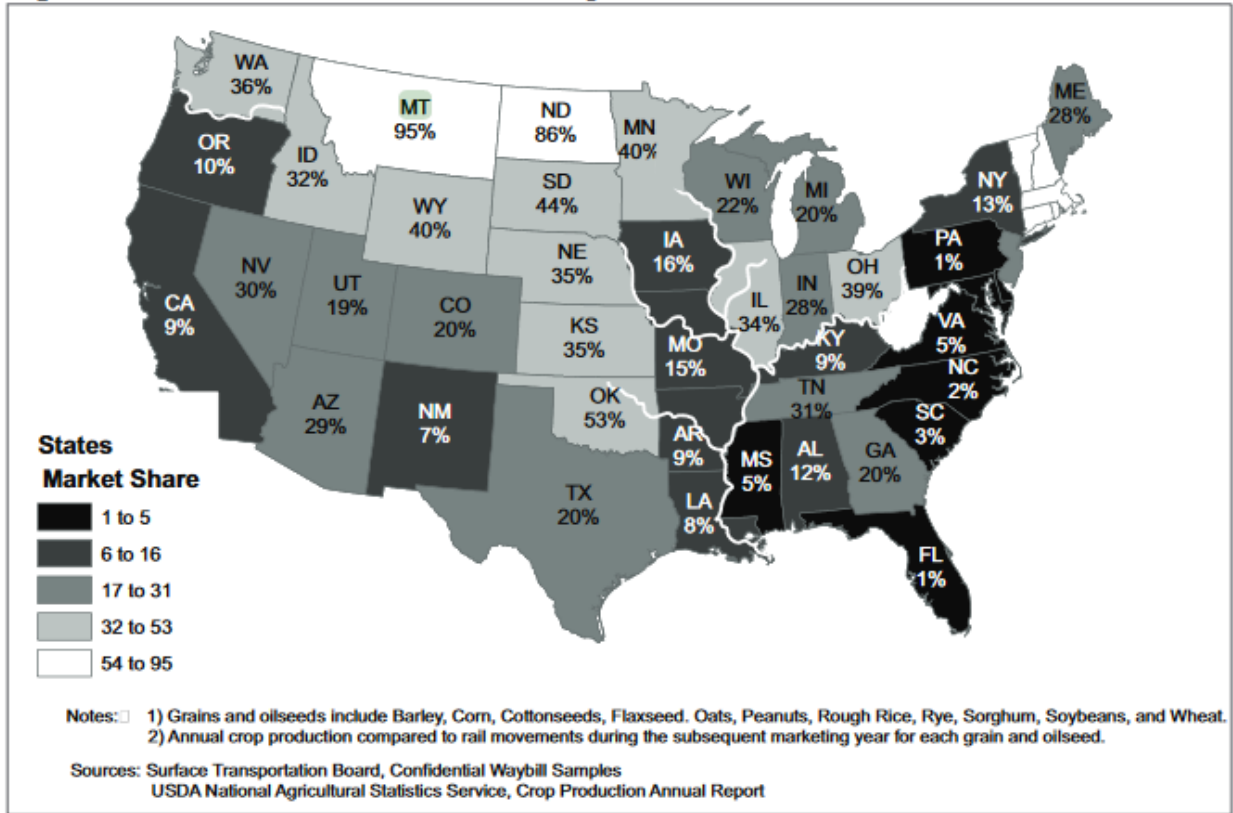 WA
36%
MT
95%
ND
86%
MN
40%
ME
28%
OR
10%
ID
32%
SD
44%
WI
22%
MI
20%
NY
13%
WY
40%
IA
16%
PA
1%
NE
35%
NV
30%
UT
19%
CO
20%
IL
34%
IN
28%
OH
39%
CA
9%
KS
35%
MO
15%
KY
9%
VA
5%
NC
2%
AZ
29%
NM
7%
OK
53%
AR
9%
TN
31%
SC
3%
MS
5%
AL
12%
GA
20%
TX
20%
LA
8%
FL
1%
States
Market Share
1 to 5
6 to 16
17 to 31
32 to 53
54 to 95
Notes: 1) Grains and oilseeds include Barley, Corn, Cottonseeds, Flaxseed. Oats, Peanuts, Rough Rice, Rye, Sorghum, Soybeans, and Wheat.
2) Annual crop production compared to rail movements during the subsequent marketing year for each grain and oilseed.
Sources: Surface Transportation Board, Confidential Waybill Samples
USDA National Agricultural Statistics Service, Crop Production Annual Report